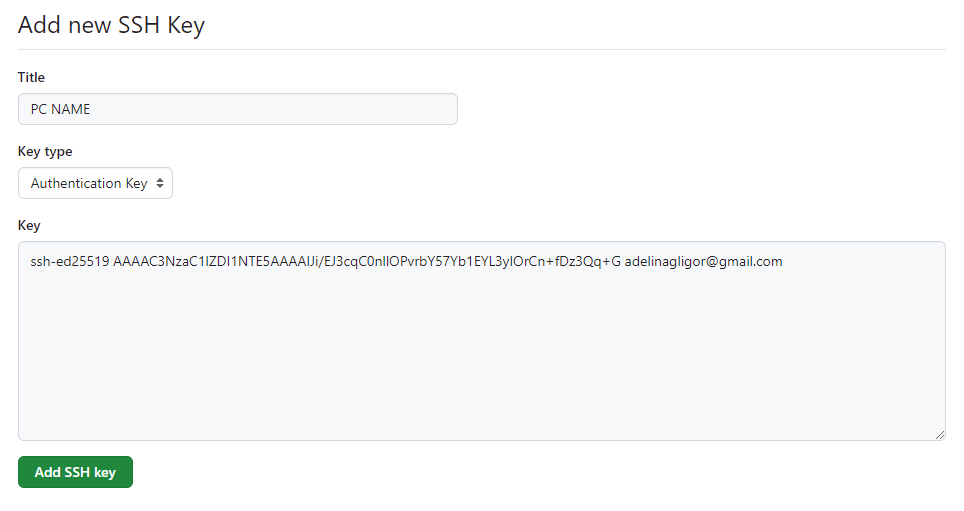 Add new SSH Key
Title
PC NAME
Key type
Authentication Key
Key
ssh-ed25519 AAAAC3NzaC1lZDI1NTE5AAAAIJi/EJ3cqC0nIlOPvrbY57Yb1EYL3ylOrCn+fDz3Qq+G adelinagligor@gmail.com
Add SSH key